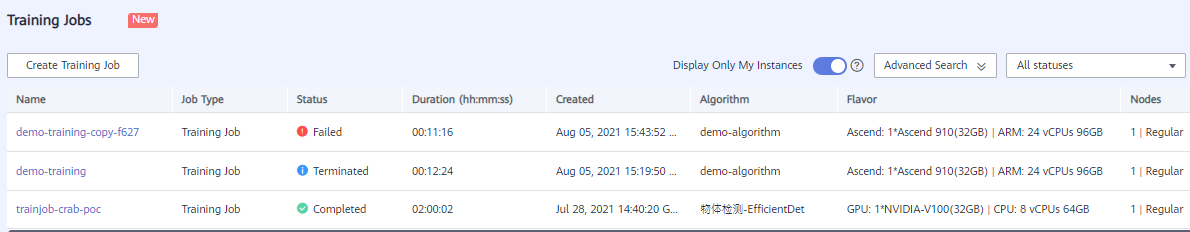 Training Jobs New
Create Training Job Display Only My Instances Advanced Search All statuses
Name Job Type Status Duration (hh:mm:ss) Created Algorithm Flavor Nodes
demo-training-copy-f627 Training Job Failed 00:11:16 Aug 05, 2021 15:43:52 ... demo-algorithm Ascend: 1*Ascend 910(32GB) | ARM: 24 vCPUs 96GB 1 | Regular
demo-training Training Job Terminated 00:12:24 Aug 05, 2021 15:19:50 ... demo-algorithm Ascend: 1*Ascend 910(32GB) | ARM: 24 vCPUs 96GB 1 | Regular
trainjob-crab-poc Training Job Completed 02:00:02 Jul 28, 2021 14:40:20 G... 物体检测-EfficientDet GPU: 1*NVIDIA-V100(32GB) | CPU: 8 vCPUs 64GB 1 | Regular